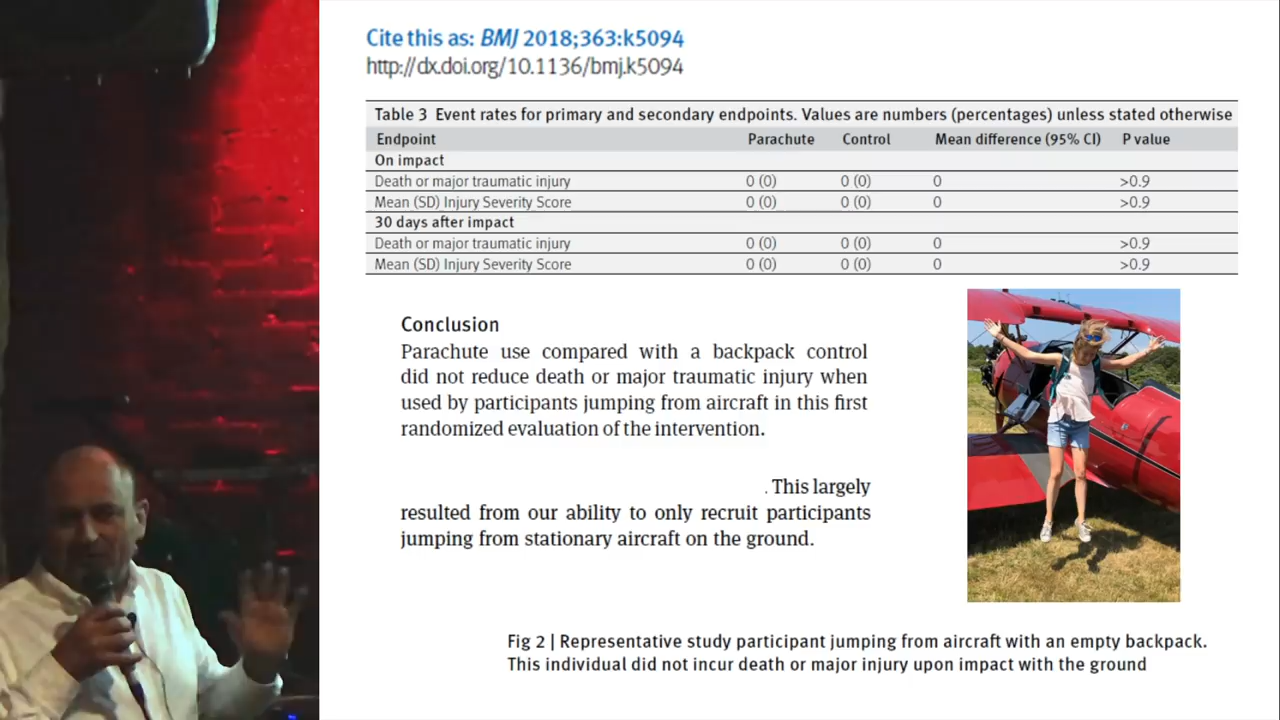 Cite this as: BMJ 2018;363:k5094
http://dx.doi.org/10.1136/bmj.k5094
Table 3 Event rates for primary and secondary endpoints. Values are numbers (percentages) unless stated otherwise
Endpoint Parachute Control Mean difference (95% CI) P value
On impact
Death or major traumatic injury 0 (0) 0 (0) 0 >0.9
Mean (SD) Injury Severity Score 0 (0) 0 (0) 0 >0.9
30 days after impact
Death or major traumatic injury 0 (0) 0 (0) 0 >0.9
Mean (SD) Injury Severity Score 0 (0) 0 (0) 0 >0.9
Conclusion
Parachute use compared with a backpack control
did not reduce death or major traumatic injury when
used by participants jumping from aircraft in this first
randomized evaluation of the intervention.
. This largely
resulted from our ability to only recruit participants
jumping from stationary aircraft on the ground.
Fig 2 | Representative study participant jumping from aircraft with an empty backpack.
This individual did not incur death or major injury upon impact with the ground